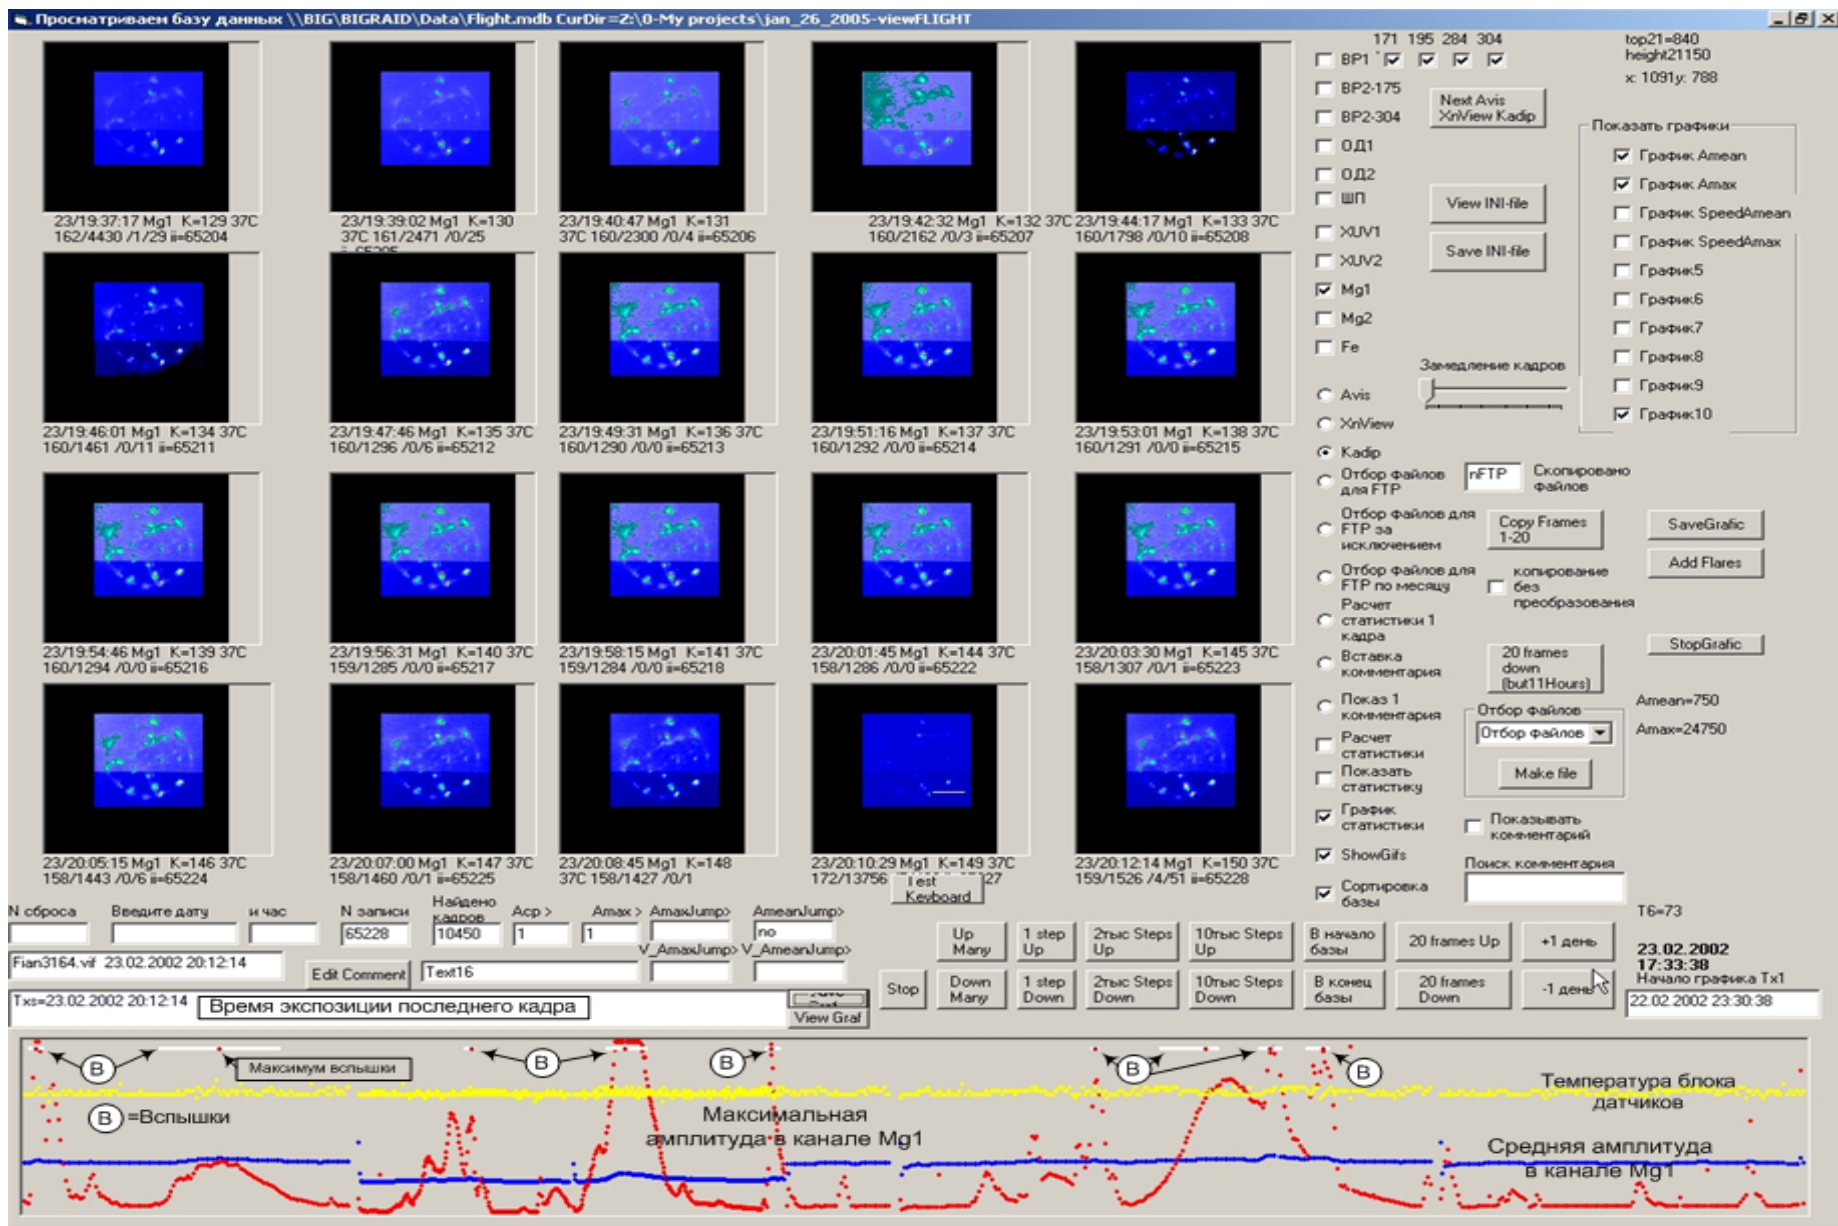 Просматриваем базу данных \\BIG\BIGRAID\Data\Flight.mdb CurDir=Z:\0-My projects\jan_26_2005-viewFLIGHT
23/19:37:17 Mg1 K=129 37C
162/4430 /1/29 ii=65204
23/19:39:02 Mg1 K=130
37C 161/2471 /0/25
23/19:40:47 Mg1 K=131
37C 160/2300 /0/4 ii=65206
23/19:42:32 Mg1 K=132 37C
160/2162 /0/3 ii=65207
23/19:44:17 Mg1 K=133 37C
160/1798 /0/10 ii=65208
23/19:46:01 Mg1 K=134 37C
160/1461 /0/11 ii=65211
23/19:47:46 Mg1 K=135 37C
160/1296 /0/6 ii=65212
23/19:49:31 Mg1 K=136 37C
160/1290 /0/0 ii=65213
23/19:51:16 Mg1 K=137 37C
160/1292 /0/0 ii=65214
23/19:53:01 Mg1 K=138 37C
160/1291 /0/0 ii=65215
23/19:54:46 Mg1 K=139 37C
160/1294 /0/0 ii=65216
23/19:56:31 Mg1 K=140 37C
159/1285 /0/0 ii=65217
23/19:58:15 Mg1 K=141 37C
159/1284 /0/0 ii=65218
23/20:01:45 Mg1 K=144 37C
158/1286 /0/0 ii=65222
23/20:03:30 Mg1 K=145 37C
158/1307 /0/1 ii=65223
23/20:05:15 Mg1 K=146 37C
158/1443 /0/6 ii=65224
23/20:07:00 Mg1 K=147 37C
158/1460 /0/1 ii=65225
23/20:08:45 Mg1 K=148
37C 158/1427 /0/1
23/20:10:29 Mg1 K=149 37C
172/13756
23/20:12:14 Mg1 K=150 37C
159/1526 /4/51 ii=65228
171 195 284 304
ВР1
ВР2-175
ВР2-304
ОД1
ОД2
ШП
XUV1
XUV2
Mg1
Mg2
Fe
Avis
XnView
Kadip
Отбор файлов
для FTP
Отбор файлов для
FTP за
исключением
Отбор файлов для
FTP по месяцу
Расчет
статистики 1
кадра
Вставка
комментария
Показ 1
комментария
Расчет
статистики
Показать
статистику
График
статистики
ShowGifs
Сортировка
базы
Next Avis
XnView Kadip
View INI-file
Save INI-file
Замедление кадров
nFTP
Скопировано
файлов
Copy Frames
1-20
копирование
без
преобразования
20 frames
down
(but11Hours)
Отбор файлов
Отбор файлов
Make file
Показывать
комментарий
Поиск комментария
top21=840
height21150
x: 1091y: 788
Показать графики
График Amean
График Amax
График SpeedAmean
График SpeedAmax
График5
График6
График7
График8
График9
График10
SaveGrafic
Add Flares
StopGrafic
Amean=750
Amax=24750
T6=73
23.02.2002
17:33:38
Начало графика Tx1
22.02.2002 23:30:38
Test
Keyboard
N сброса
Введите дату
и час
N записи
Найдено
кадров
Аср >
Amax >
AmaxJump>
AmeanJump>
65228
10450
1
1
no
V_AmaxJump>
V_AmeanJump>
Fian3164.vif 23.02.2002 20:12:14
Edit Comment
Text16
Txs=23.02.2002 20:12:14
Время экспозиции последнего кадра
View Graf
Stop
Up
Many
1 step
Up
2тыс Steps
Up
10тыс Steps
Up
В начало
базы
20 frames Up
+1 день
Down
Many
1 step
Down
2тыс Steps
Down
10тыс Steps
Down
В конец
базы
20 frames
Down
-1 день
В
В
В
В
В
Максимум вспышки
В =Вспышки
Максимальная
амплитуда в канале Mg1
Температура блока
датчиков
Средняя амплитуда
в канале Mg1